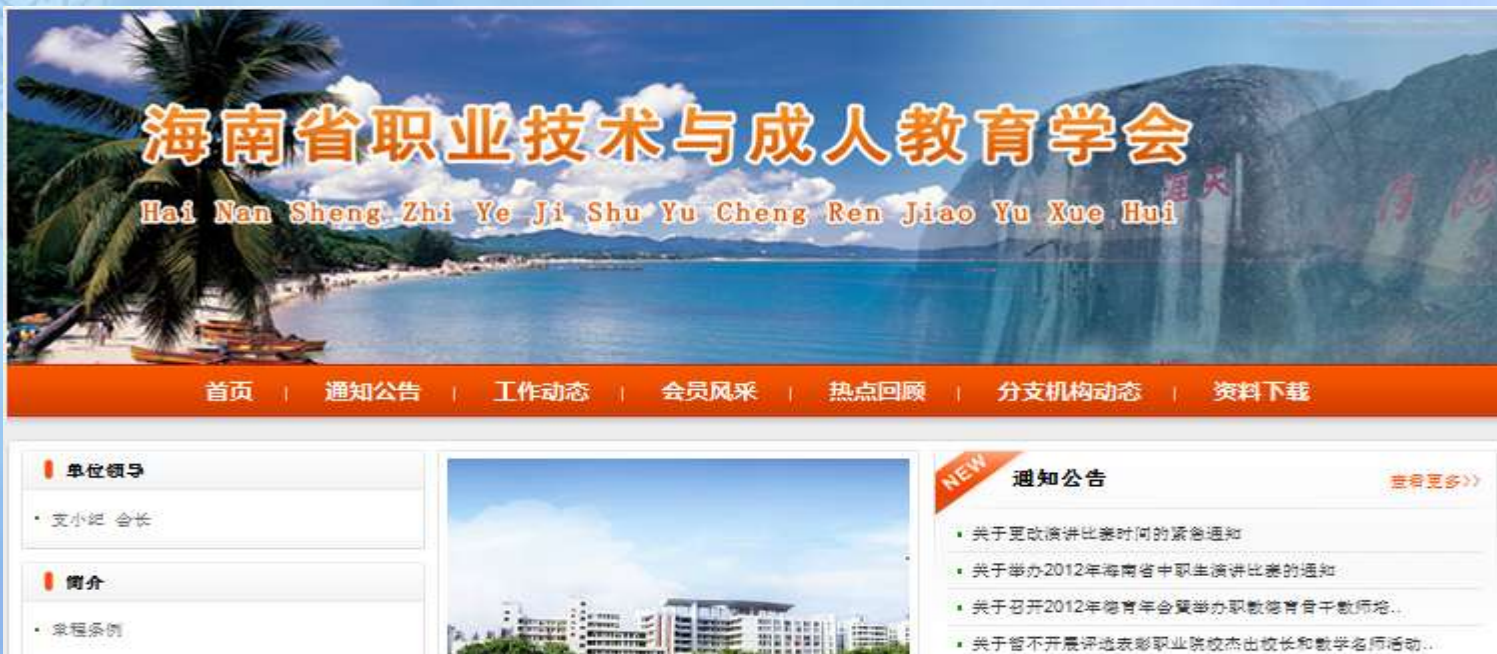 海南省职业技术与成人教育学会
Hai Nan Sheng Zhi Ye Ji Shu Yu Cheng Ren Jiao Yu Xue Hui
天
涯
海
首页 | 通知公告 | 工作动态 | 会员风采 | 热点回顾 | 分支机构动态 | 资料下载
单位领导
支小纪 会长
简介
章程条例
NEW
通知公告
查看更多>>
关于更改演讲比赛时间的紧急通知
关于举办2012年海南省中职生演讲比赛的通知
关于召开2012年德育年会暨举办职教德育骨干教师培..
关于暂不开展评选表彰职业院校杰出校长和教学名师活动..